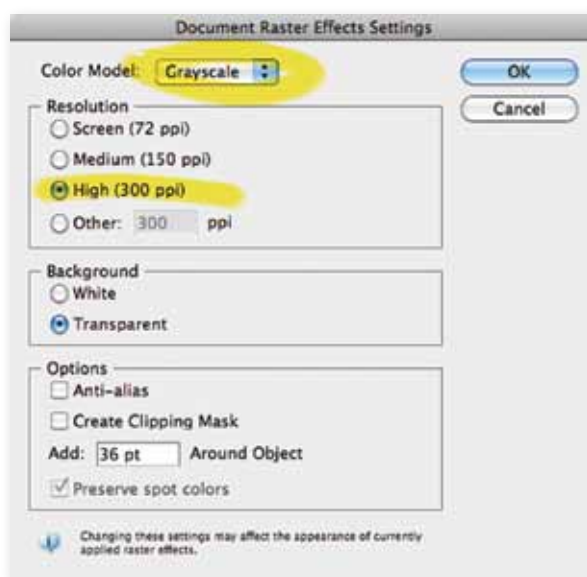 Document Raster Effects Settings
Color Model: Grayscale
OK
Resolution
Cancel
Screen (72 ppi)
Medium (150 ppi)
High (300 ppi)
Other: 300 ppi
Background
White
Transparent
Options
Anti-alias
Create Clipping Mask
Add: 36 pt Around Object
Preserve spot colors
Changing these settings may affect the appearance of currently
applied raster effects.